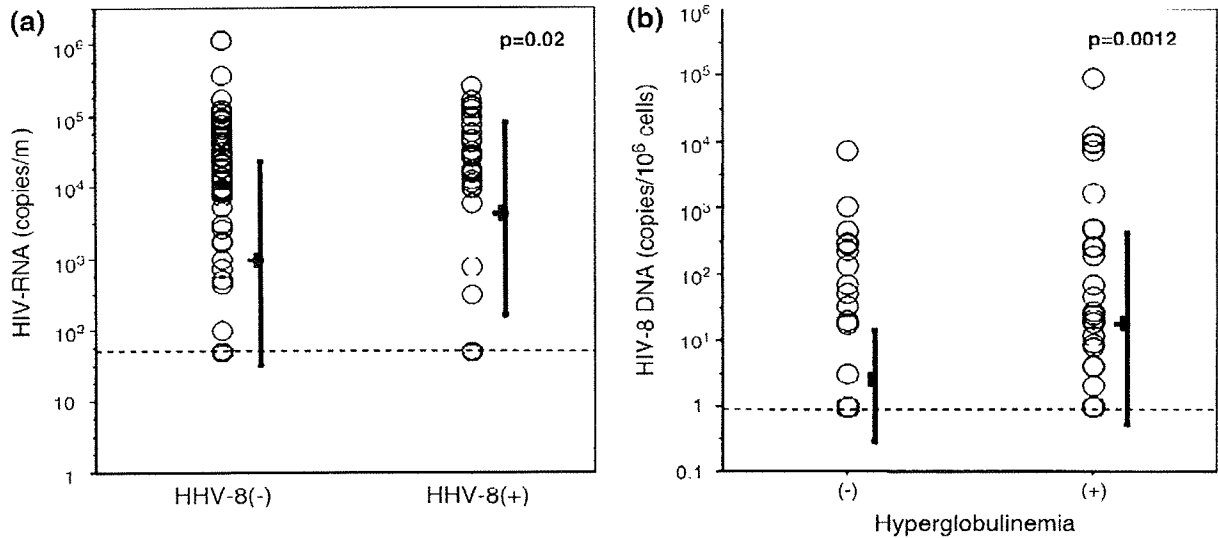 (a)
p=0.02
HIV-RNA (copies/m)
10⁶
10⁵
10⁴
10³
10²
10
1
HHV-8(-)
HHV-8(+)
(b)
p=0.0012
HIV-8 DNA (copies/10⁶ cells)
10⁵
10⁴
10³
10²
10¹
1
0.1
(-)
(+)
Hyperglobulinemia